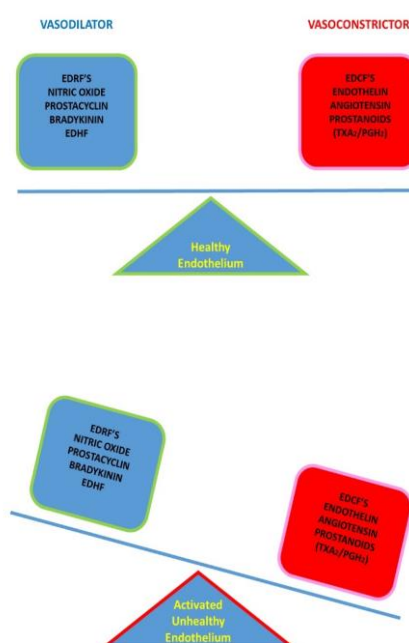 VASODILATOR
VASOCONSTRICTOR
EDRF'S
NITRIC OXIDE
PROSTACYCLIN
BRADYKININ
EDHF
EDCF'S
ENDOTHELIN
ANGIOTENSIN
PROSTANOIDS
(TXA₂/PGH₂)
Healthy
Endothelium
EDRF'S
NITRIC OXIDE
PROSTACYCLIN
BRADYKININ
EDHF
EDCF'S
ENDOTHELIN
ANGIOTENSIN
PROSTANOIDS
(TXA₂/PGH₂)
Activated
Unhealthy
Endothelium